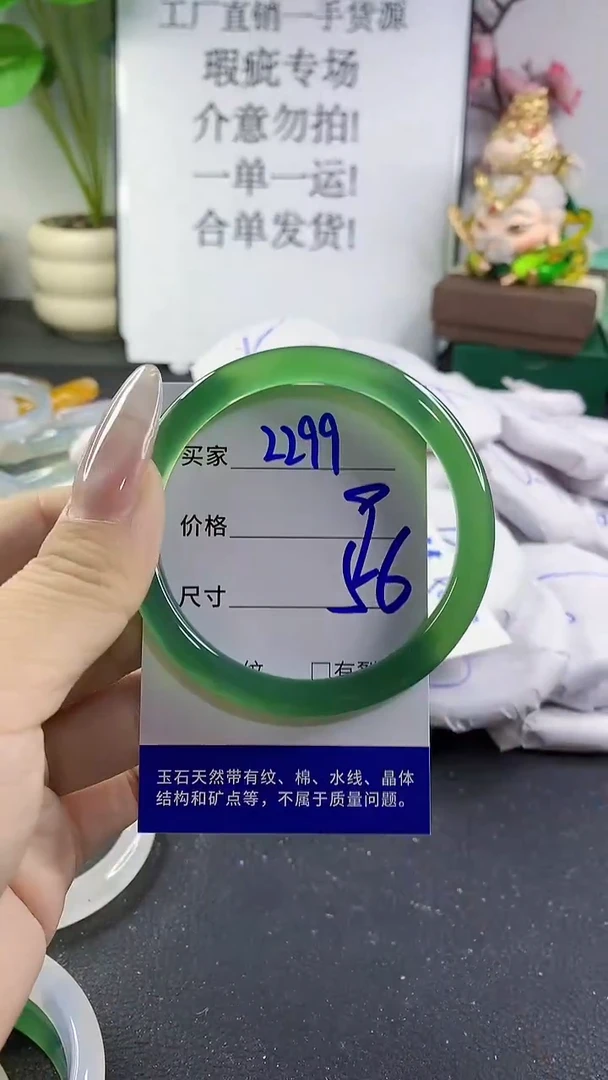 工厂直销一手货源
瑕疵专场
介意勿拍!
一单一运!
合单发货!
买家 2299
价格
尺寸 56
纹 □有裂
玉石天然带有纹、棉、水线、晶体
结构和矿点等，不属于质量问题。